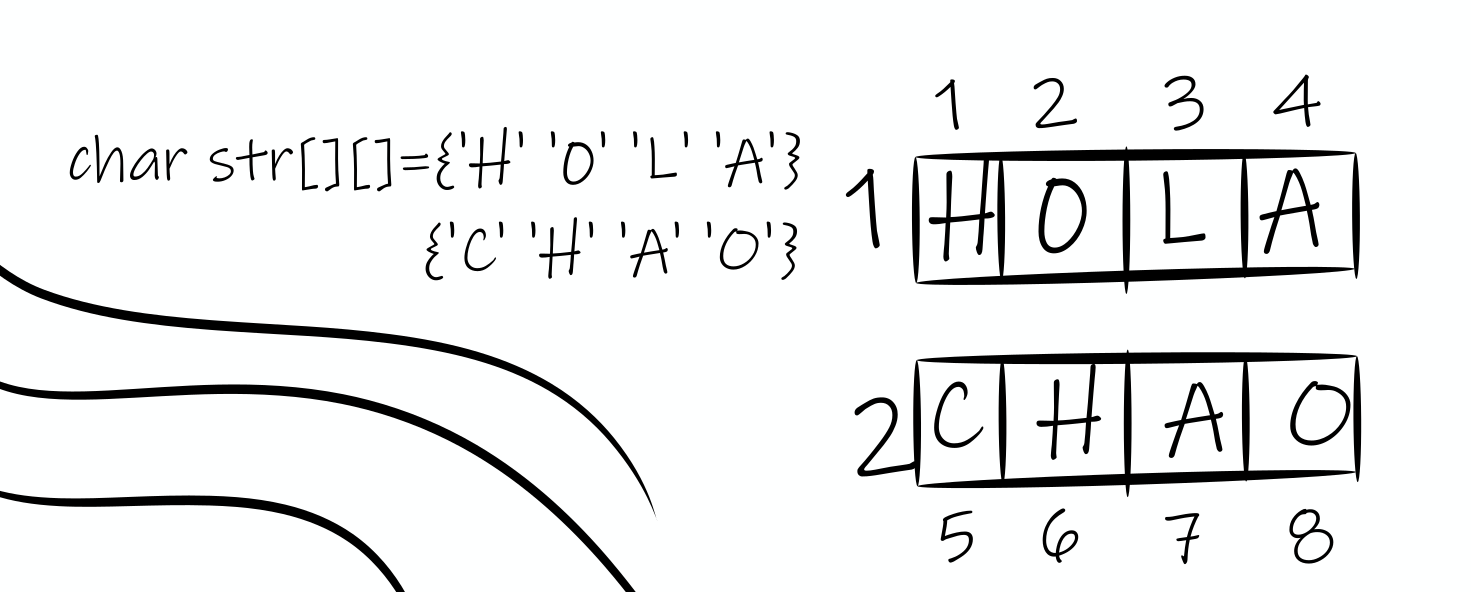 char str[][]={'H' 'O' 'L' 'A'}
{'C' 'H' 'A' 'O'}
1 2 3 4
1 H O L A
2 C H A O
5 6 7 8